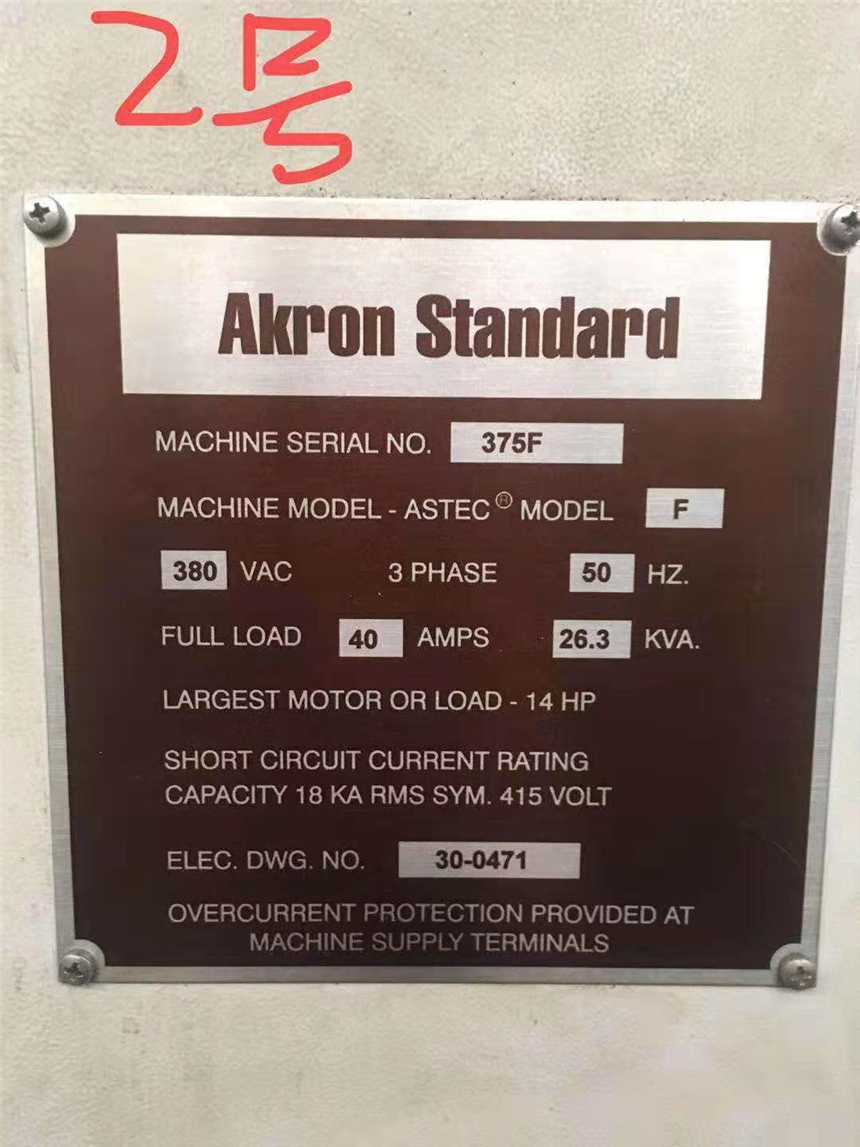 2号
Akron Standard
MACHINE SERIAL NO. 375F
MACHINE MODEL - ASTEC® MODEL F
380 VAC 3 PHASE 50 HZ.
FULL LOAD 40 AMPS 26.3 KVA.
LARGEST MOTOR OR LOAD - 14 HP
SHORT CIRCUIT CURRENT RATING
CAPACITY 18 KA RMS SYM. 415 VOLT
ELEC. DWG. NO. 30-0471
OVERCURRENT PROTECTION PROVIDED AT
MACHINE SUPPLY TERMINALS